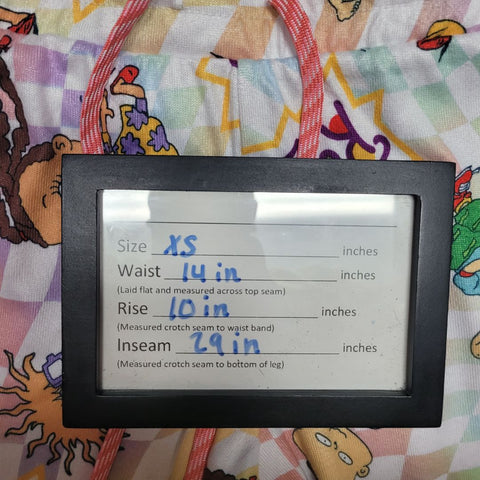 Size XS inches
Waist 14 in inches
(Laid flat and measured across top seam)
Rise 10 in inches
(Measured crotch seam to waist band)
Inseam 29 in inches
(Measured crotch seam to bottom of leg)